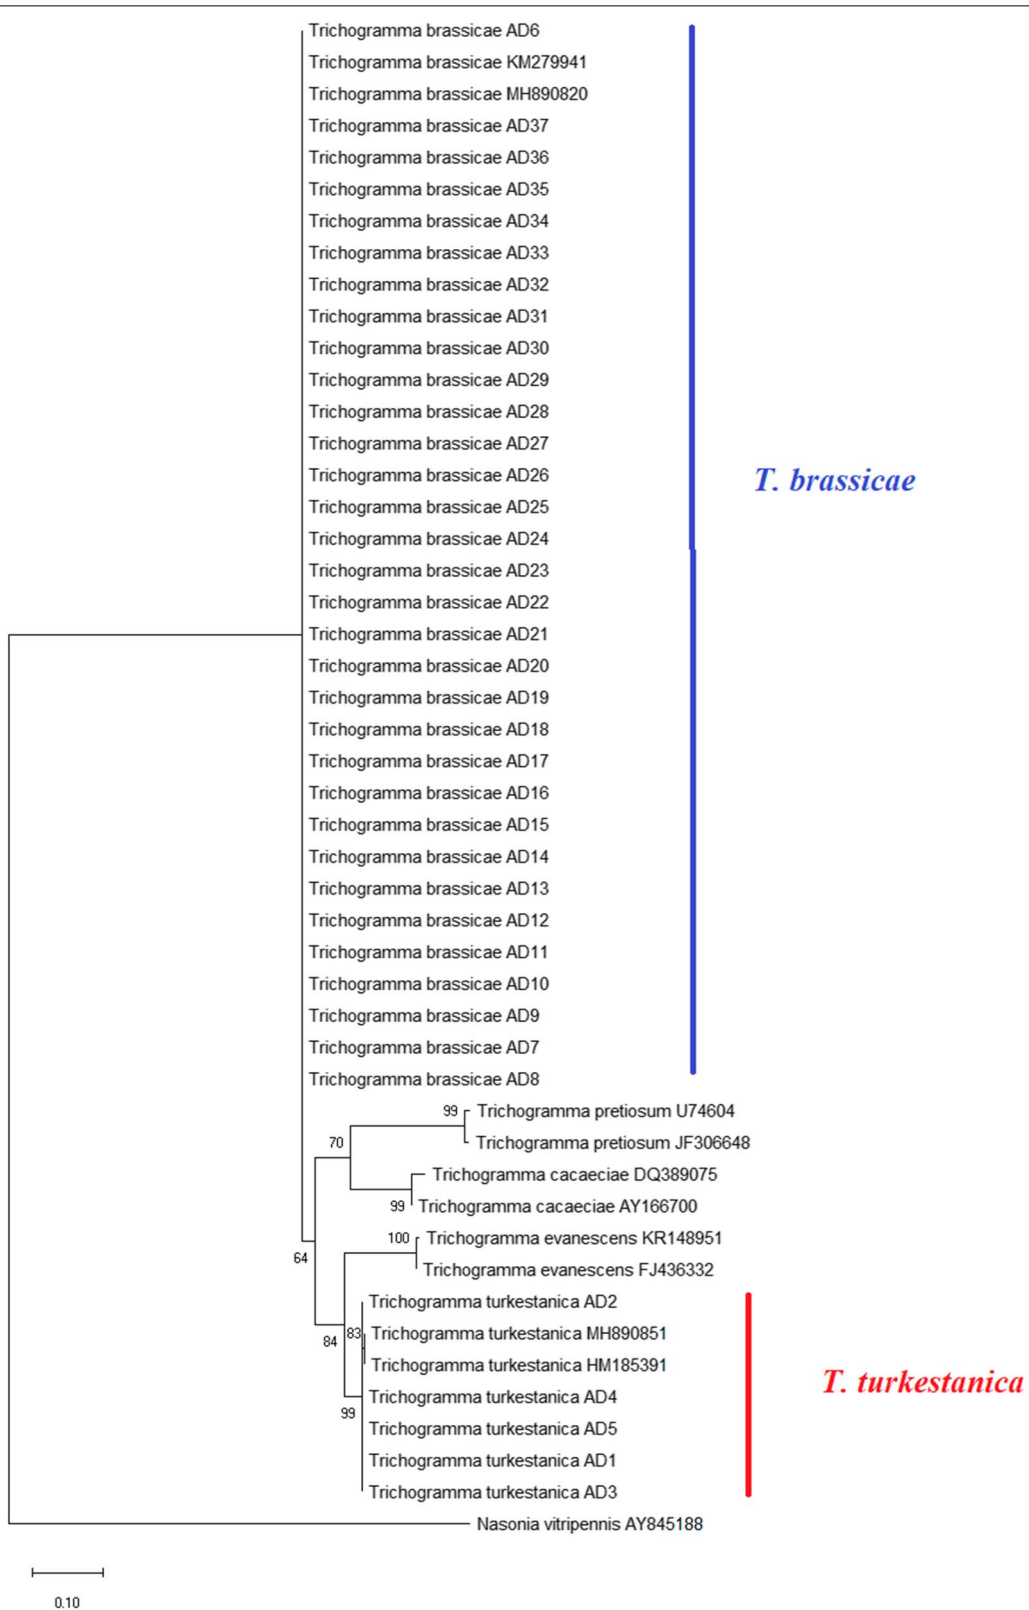 Trichogramma brassicae AD6
Trichogramma brassicae KM279941
Trichogramma brassicae MH890820
Trichogramma brassicae AD37
Trichogramma brassicae AD36
Trichogramma brassicae AD35
Trichogramma brassicae AD34
Trichogramma brassicae AD33
Trichogramma brassicae AD32
Trichogramma brassicae AD31
Trichogramma brassicae AD30
Trichogramma brassicae AD29
Trichogramma brassicae AD28
Trichogramma brassicae AD27
Trichogramma brassicae AD26
T. brassicae
Trichogramma brassicae AD25
Trichogramma brassicae AD24
Trichogramma brassicae AD23
Trichogramma brassicae AD22
Trichogramma brassicae AD21
Trichogramma brassicae AD20
Trichogramma brassicae AD19
Trichogramma brassicae AD18
Trichogramma brassicae AD17
Trichogramma brassicae AD16
Trichogramma brassicae AD15
Trichogramma brassicae AD14
Trichogramma brassicae AD13
Trichogramma brassicae AD12
Trichogramma brassicae AD11
Trichogramma brassicae AD10
Trichogramma brassicae AD9
Trichogramma brassicae AD7
Trichogramma brassicae AD8
99 Trichogramma pretiosum U74604
70
Trichogramma pretiosum JF306648
Trichogramma cacaeciae DQ389075
99 Trichogramma cacaeciae AY166700
100 Trichogramma evanescens KR148951
64
Trichogramma evanescens FJ436332
Trichogramma turkestanica AD2
83 Trichogramma turkestanica MH890851
84
Trichogramma turkestanica HM185391
T. turkestanica
Trichogramma turkestanica AD4
99
Trichogramma turkestanica AD5
Trichogramma turkestanica AD1
Trichogramma turkestanica AD3
Nasonia vitripennis AY845188
0.10